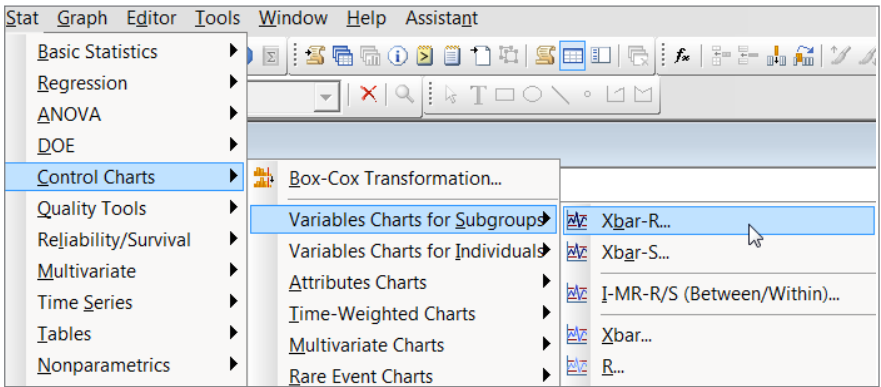 Stat Graph Editor Tools Window Help Assistant
Basic Statistics
Regression
ANOVA
DOE
Control Charts
Quality Tools
Reliability/Survival
Multivariate
Time Series
Tables
Nonparametrics
Box-Cox Transformation...
Variables Charts for Subgroups
Variables Charts for Individuals
Attributes Charts
Time-Weighted Charts
Multivariate Charts
Rare Event Charts
Xbar-R...
Xbar-S...
I-MR-R/S (Between/Within)...
Xbar...
R...